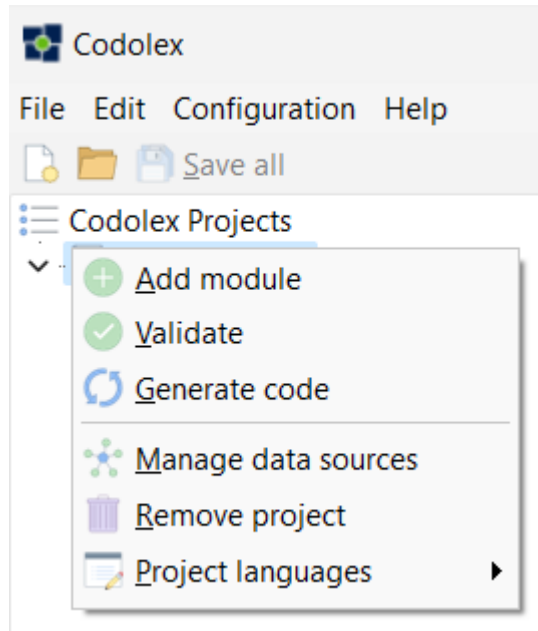 Codolex
File Edit Configuration Help
Save all
Codolex Projects
Add module
Validate
Generate code
Manage data sources
Remove project
Project languages